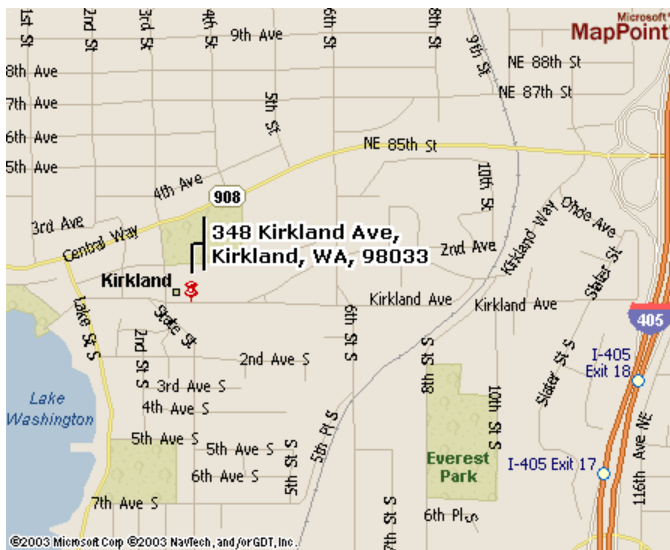 Microsoft®
MapPoint®
1st St
2nd St
3rd St
4th St
6th St
8th St
9th St
9th Ave
8th Ave
7th Ave
6th Ave
5th Ave
5th St
NE 88th St
NE 87th St
NE 85th St
4th Ave
908
10th St
3rd Ave
Central Way
348 Kirkland Ave,
Kirkland, WA, 98033
2nd Ave
Kirkland Way
Ohde Ave
Slater St
Kirkland
Kirkland Ave
Kirkland Ave
405
Lake St S
State St
2nd St S
6th St S
8th St S
Slater St S
I-405
Exit 18
2nd Ave S
3rd Ave S
4th Ave S
Lake
Washington
5th Ave S
5th Ave S
6th Ave S
5th St S
5th Pl S
10th St S
Everest
Park
I-405 Exit 17
116th Ave NE
7th Ave S
7th St S
6th Pl S
©2003 Microsoft Corp ©2003 NavTech, and/or GDT, Inc.